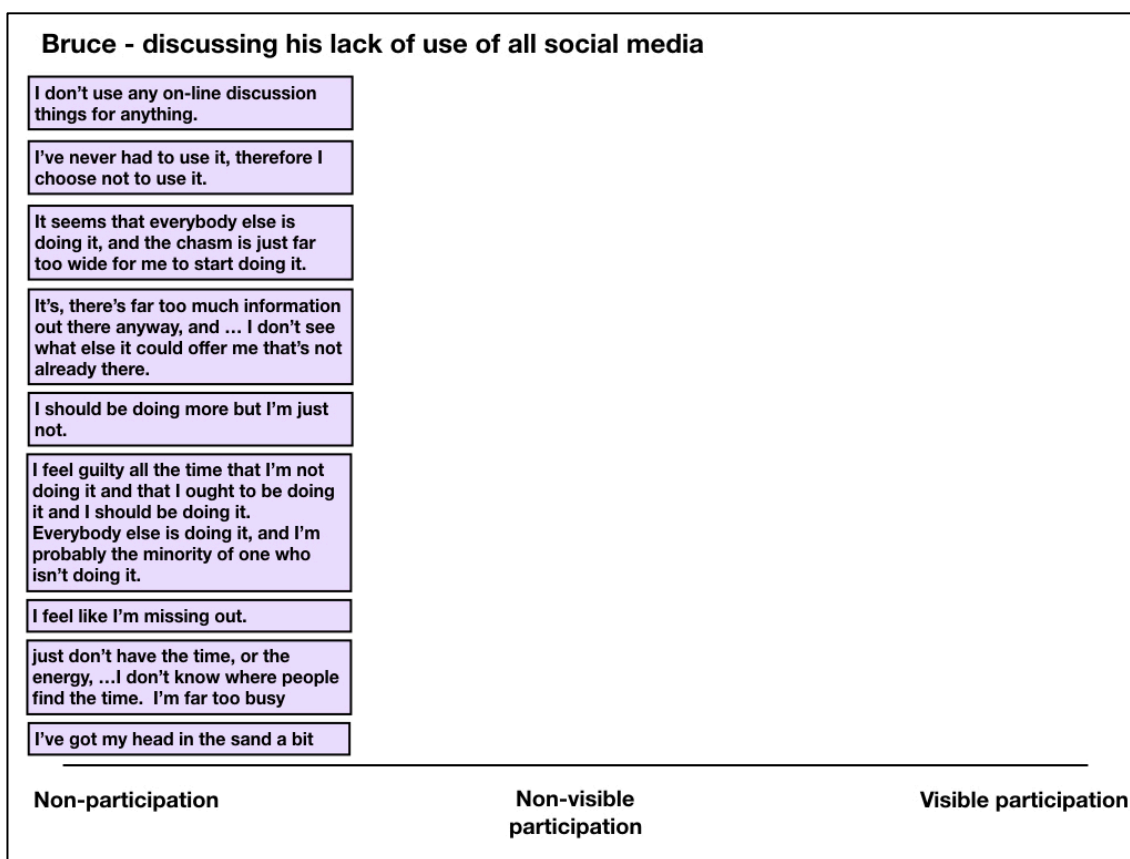 Bruce - discussing his lack of use of all social media
I don’t use any on-line discussion
things for anything.
I’ve never had to use it, therefore I
choose not to use it.
It seems that everybody else is
doing it, and the chasm is just far
too wide for me to start doing it.
It’s, there’s far too much information
out there anyway, and … I don’t see
what else it could offer me that’s not
already there.
I should be doing more but I’m just
not.
I feel guilty all the time that I’m not
doing it and that I ought to be doing
it and I should be doing it.
Everybody else is doing it, and I’m
probably the minority of one who
isn’t doing it.
I feel like I’m missing out.
just don’t have the time, or the
energy, …I don’t know where people
find the time.  I’m far too busy
I’ve got my head in the sand a bit
Non-participation
Non-visible
participation
Visible participation